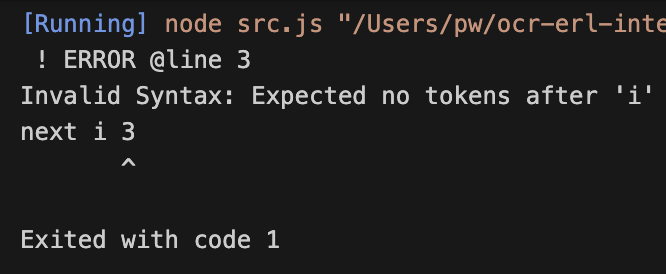 [Running] node src.js "/Users/pw/ocr-erl-inte
! ERROR @line 3
Invalid Syntax: Expected no tokens after 'i'
next i 3
^
Exited with code 1